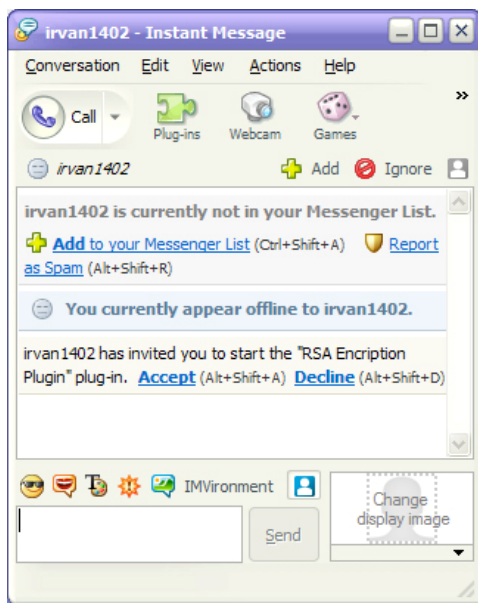 irvan1402 - Instant Message
Conversation Edit View Actions Help
Call Plug-ins Webcam Games »
irvan1402 Add Ignore
irvan1402 is currently not in your Messenger List.
Add to your Messenger List (Ctrl+Shift+A) Report
as Spam (Alt+Shift+R)
You currently appear offline to irvan1402.
irvan1402 has invited you to start the "RSA Encription
Plugin" plug-in. Accept (Alt+Shift+A) Decline (Alt+Shift+D)
IMVironment
Change
display image
Send